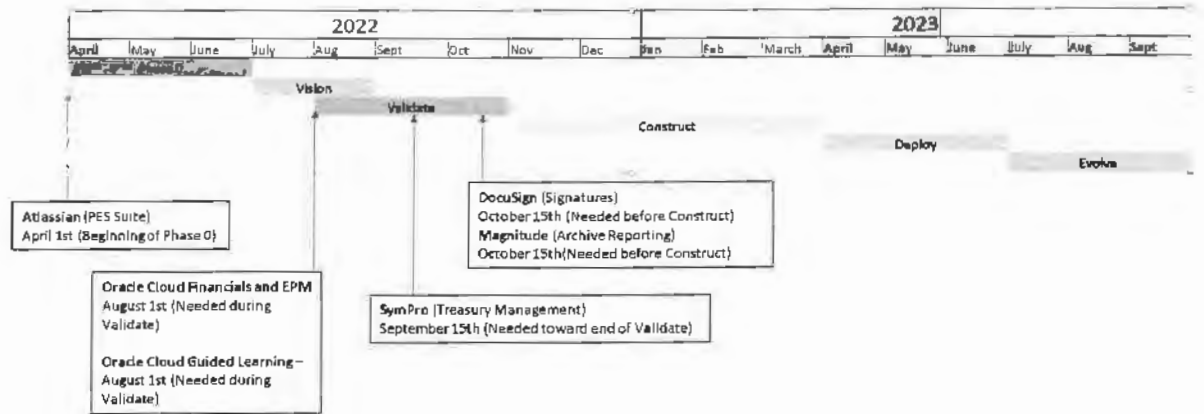 2022
2023
April May June July Aug Sept Oct Nov Dec Jan Feb March April May June July Aug Sept
Vision
Validate
Construct
Deploy
Evolve
Atlassian (PES Suite)
April 1st (Beginning of Phase 0)
DocuSign (Signatures)
October 15th (Needed before Construct)
Magnitude (Archive Reporting)
October 15th(Needed before Construct)
Oracle Cloud Financials and EPM
August 1st (Needed during
Validate)
Oracle Cloud Guided Learning –
August 1st (Needed during
Validate)
SymPro (Treasury Management)
September 15th (Needed toward end of Validate)